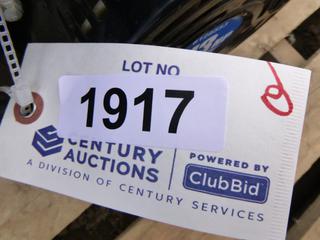 LOT NO
1917
CENTURY
AUCTIONS
A DIVISION OF CENTURY SERVICES
POWERED BY
ClubBid